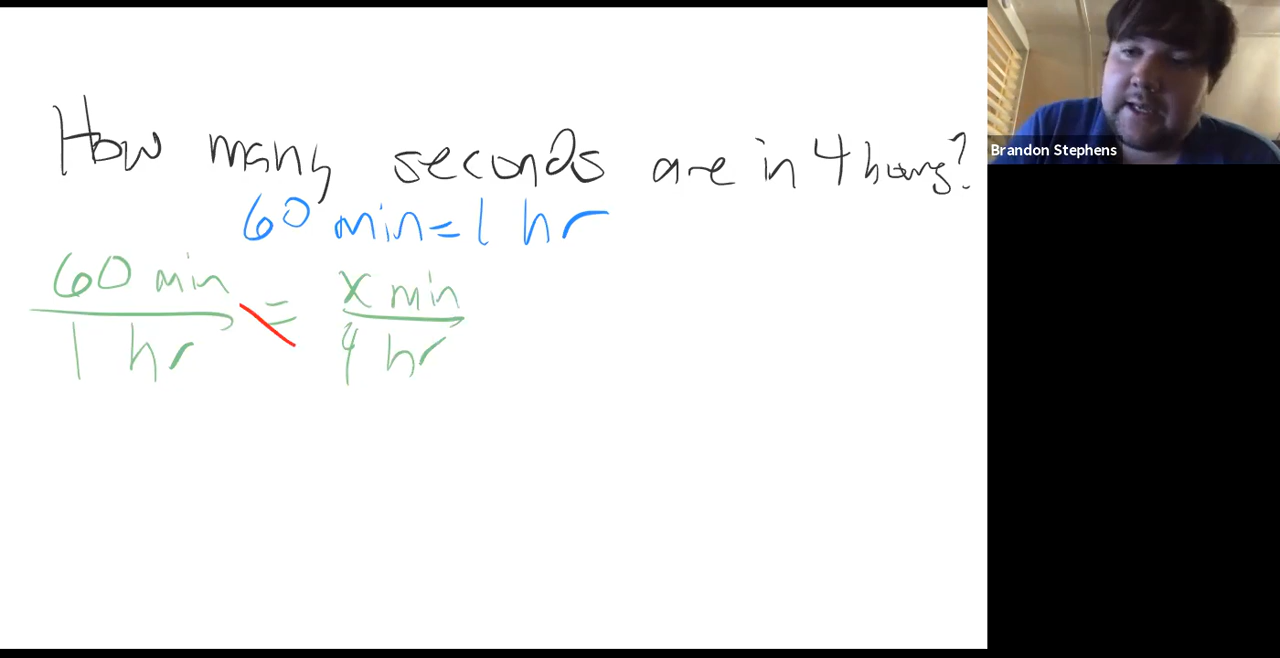 How many seconds are in 4 hours?
60 min = 1 hr
60 min = x min
1 hr 4 hr
Brandon Stephens